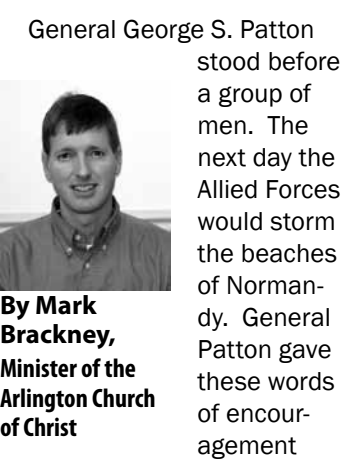 General George S. Patton
stood before
a group of
men. The
next day the
Allied Forces
would storm
the beaches
of Norman-
dy. General
Patton gave
these words
of encour-
agement
By Mark
Brackney,
Minister of the
Arlington Church
of Christ